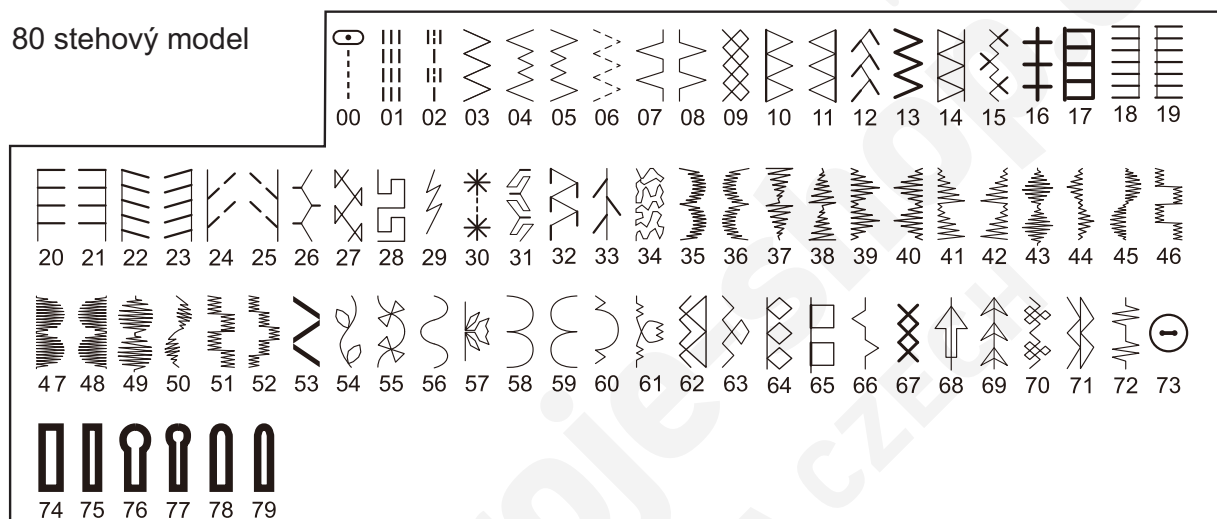 80 stehový model
00 01 02 03 04 05 06 07 08 09 10 11 12 13 14 15 16 17 18 19
20 21 22 23 24 25 26 27 28 29 30 31 32 33 34 35 36 37 38 39 40 41 42 43 44 45 46
47 48 49 50 51 52 53 54 55 56 57 58 59 60 61 62 63 64 65 66 67 68 69 70 71 72 73
74 75 76 77 78 79
oje-shop
CZECH